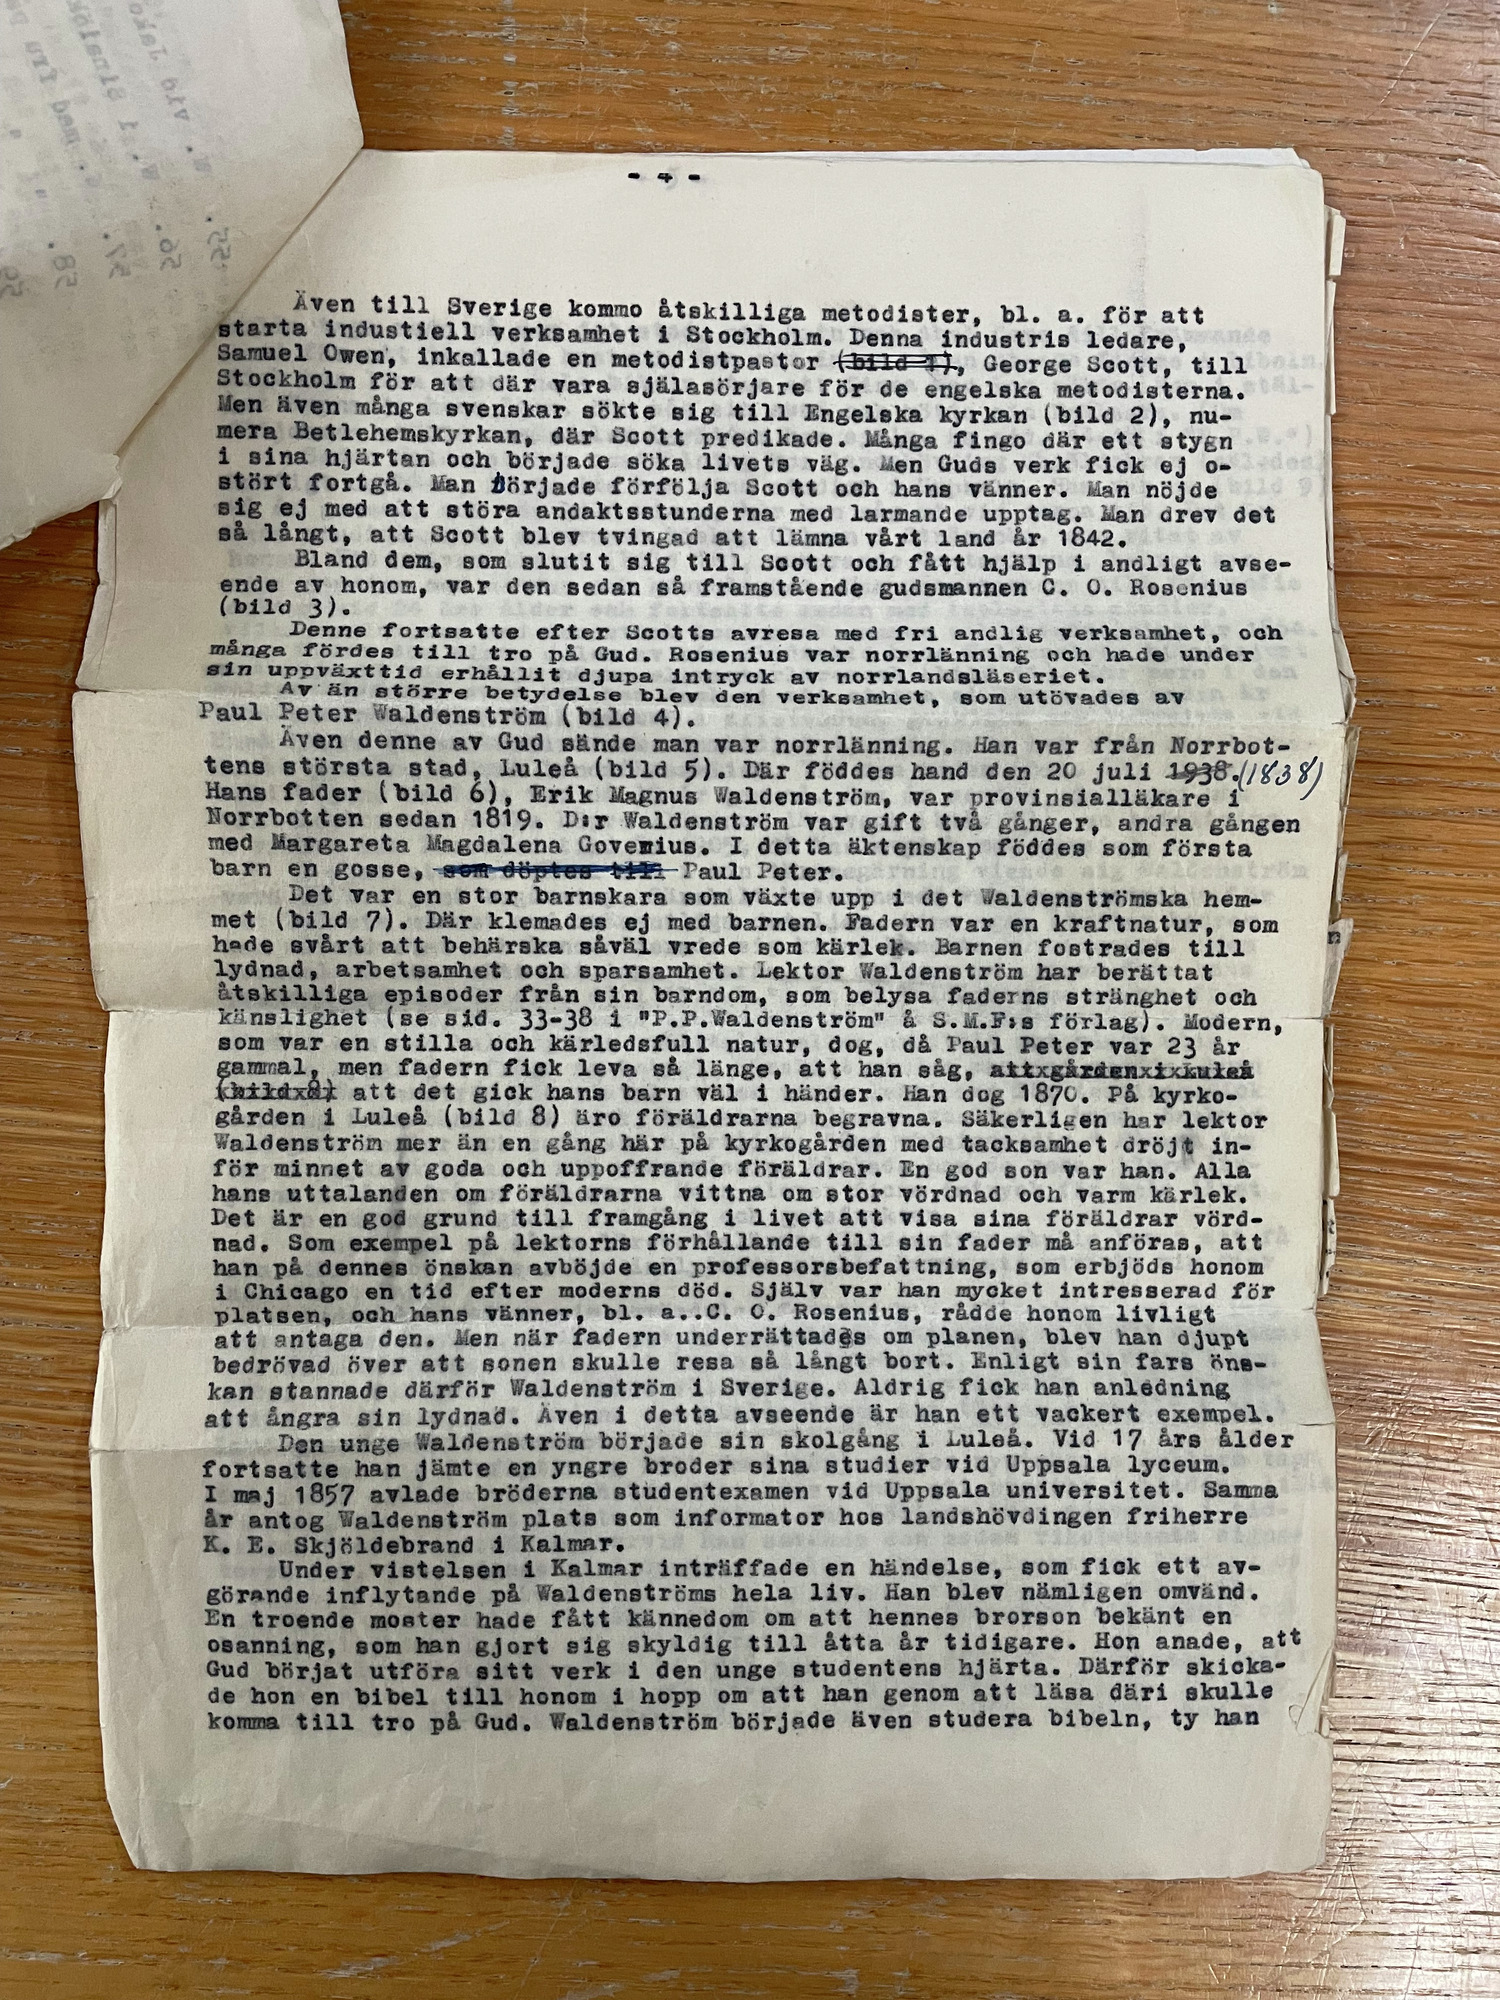 - 4 -
Även till Sverige kommo åtskilliga metodister, bl. a. för att
starta industiell verksamhet i Stockholm. Denna industris ledare,
Samuel Owen, inkallade en metodistpastor (bild 1), George Scott, till
Stockholm för att där vara själasörjare för de engelska metodisterna.
Men även många svenskar sökte sig till Engelska kyrkan (bild 2), nu-
mera Betlehemskyrkan, där Scott predikade. Många fingo där ett stygn
i sina hjärtan och började söka livets väg. Men Guds verk fick ej o-
stört fortgå. Man började förfölja Scott och hans vänner. Man nöjde
sig ej med att störa andaktsstunderna med larmande upptag. Man drev det
så långt, att Scott blev tvingad att lämna vårt land år 1842.
Bland dem, som slutit sig till Scott och fått hjälp i andligt avse-
ende av honom, var den sedan så framstående gudsmannen C. O. Rosenius
(bild 3).
Denne fortsatte efter Scotts avresa med fri andlig verksamhet, och
många fördes till tro på Gud. Rosenius var norrlänning och hade under
sin uppväxttid erhållit djupa intryck av norrlandsläseriet.
Av än större betydelse blev den verksamhet, som utövades av
Paul Peter Waldenström (bild 4).
Även denne av Gud sände man var norrlänning. Han var från Norrbot-
tens största stad, Luleå (bild 5). Där föddes hand den 20 juli 1938. (1838)
Hans fader (bild 6), Erik Magnus Waldenström, var provinsialläkare i
Norrbotten sedan 1819. D:r Waldenström var gift två gånger, andra gången
med Margareta Magdalena Govenius. I detta äktenskap föddes som första
barn en gosse, som döptes till Paul Peter.
Det var en stor barnskara som växte upp i det Waldenströmska hem-
met (bild 7). Där klemades ej med barnen. Fadern var en kraftnatur, som
hade svårt att behärska såväl vrede som kärlek. Barnen fostrades till
lydnad, arbetsamhet och sparsamhet. Lektor Waldenström har berättat
åtskilliga episoder från sin barndom, som belysa faderns stränghet och
känslighet (se sid. 33-38 i "P.P.Waldenström" å S.M.F:s förlag). Modern,
som var en stilla och kärledsfull natur, dog, då Paul Peter var 23 år
gammal, men fadern fick leva så länge, att han såg, attxgårdenxixLuleå
(bildx8) att det gick hans barn väl i händer. Han dog 1870. På kyrko-
gården i Luleå (bild 8) äro föräldrarna begravna. Säkerligen har lektor
Waldenström mer än en gång här på kyrkogården med tacksamhet dröjt in-
för minnet av goda och uppoffrande föräldrar. En god son var han. Alla
hans uttalanden om föräldrarna vittna om stor vördnad och varm kärlek.
Det är en god grund till framgång i livet att visa sina föräldrar vörd-
nad. Som exempel på lektorns förhållande till sin fader må anföras, att
han på dennes önskan avböjde en professorsbefattning, som erbjöds honom
i Chicago en tid efter moderns död. Själv var han mycket intresserad för
platsen, och hans vänner, bl. a..C. O. Rosenius, rådde honom livligt
att antaga den. Men när fadern underrättades om planen, blev han djupt
bedrövad över att sonen skulle resa så långt bort. Enligt sin fars öns-
kan stannade därför Waldenström i Sverige. Aldrig fick han anledning
att ångra sin lydnad. Även i detta avseende är han ett vackert exempel.
Den unge Waldenström började sin skolgång i Luleå. Vid 17 års ålder
fortsatte han jämte en yngre broder sina studier vid Uppsala lyceum.
I maj 1857 avlade bröderna studentexamen vid Uppsala universitet. Samma
år antog Waldenström plats som informator hos landshövdingen friherre
K. E. Skjöldebrand i Kalmar.
Under vistelsen i Kalmar inträffade en händelse, som fick ett av-
görande inflytande på Waldenströms hela liv. Han blev nämligen omvänd.
En troende moster hade fått kännedom om att hennes brorson bekänt en
osanning, som han gjort sig skyldig till åtta år tidigare. Hon anade, att
Gud börjat utföra sitt verk i den unge studentens hjärta. Därför skicka-
de hon en bibel till honom i hopp om att han genom att läsa däri skulle
komma till tro på Gud. Waldenström började även studera bibeln, ty han